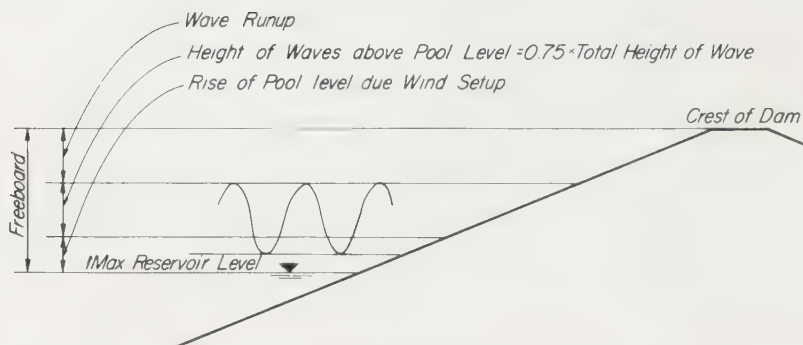 Wave Runup
Height of Waves above Pool Level = 0.75 × Total Height of Wave
Rise of Pool level due Wind Setup
Crest of Dam
Freeboard
Max Reservoir Level